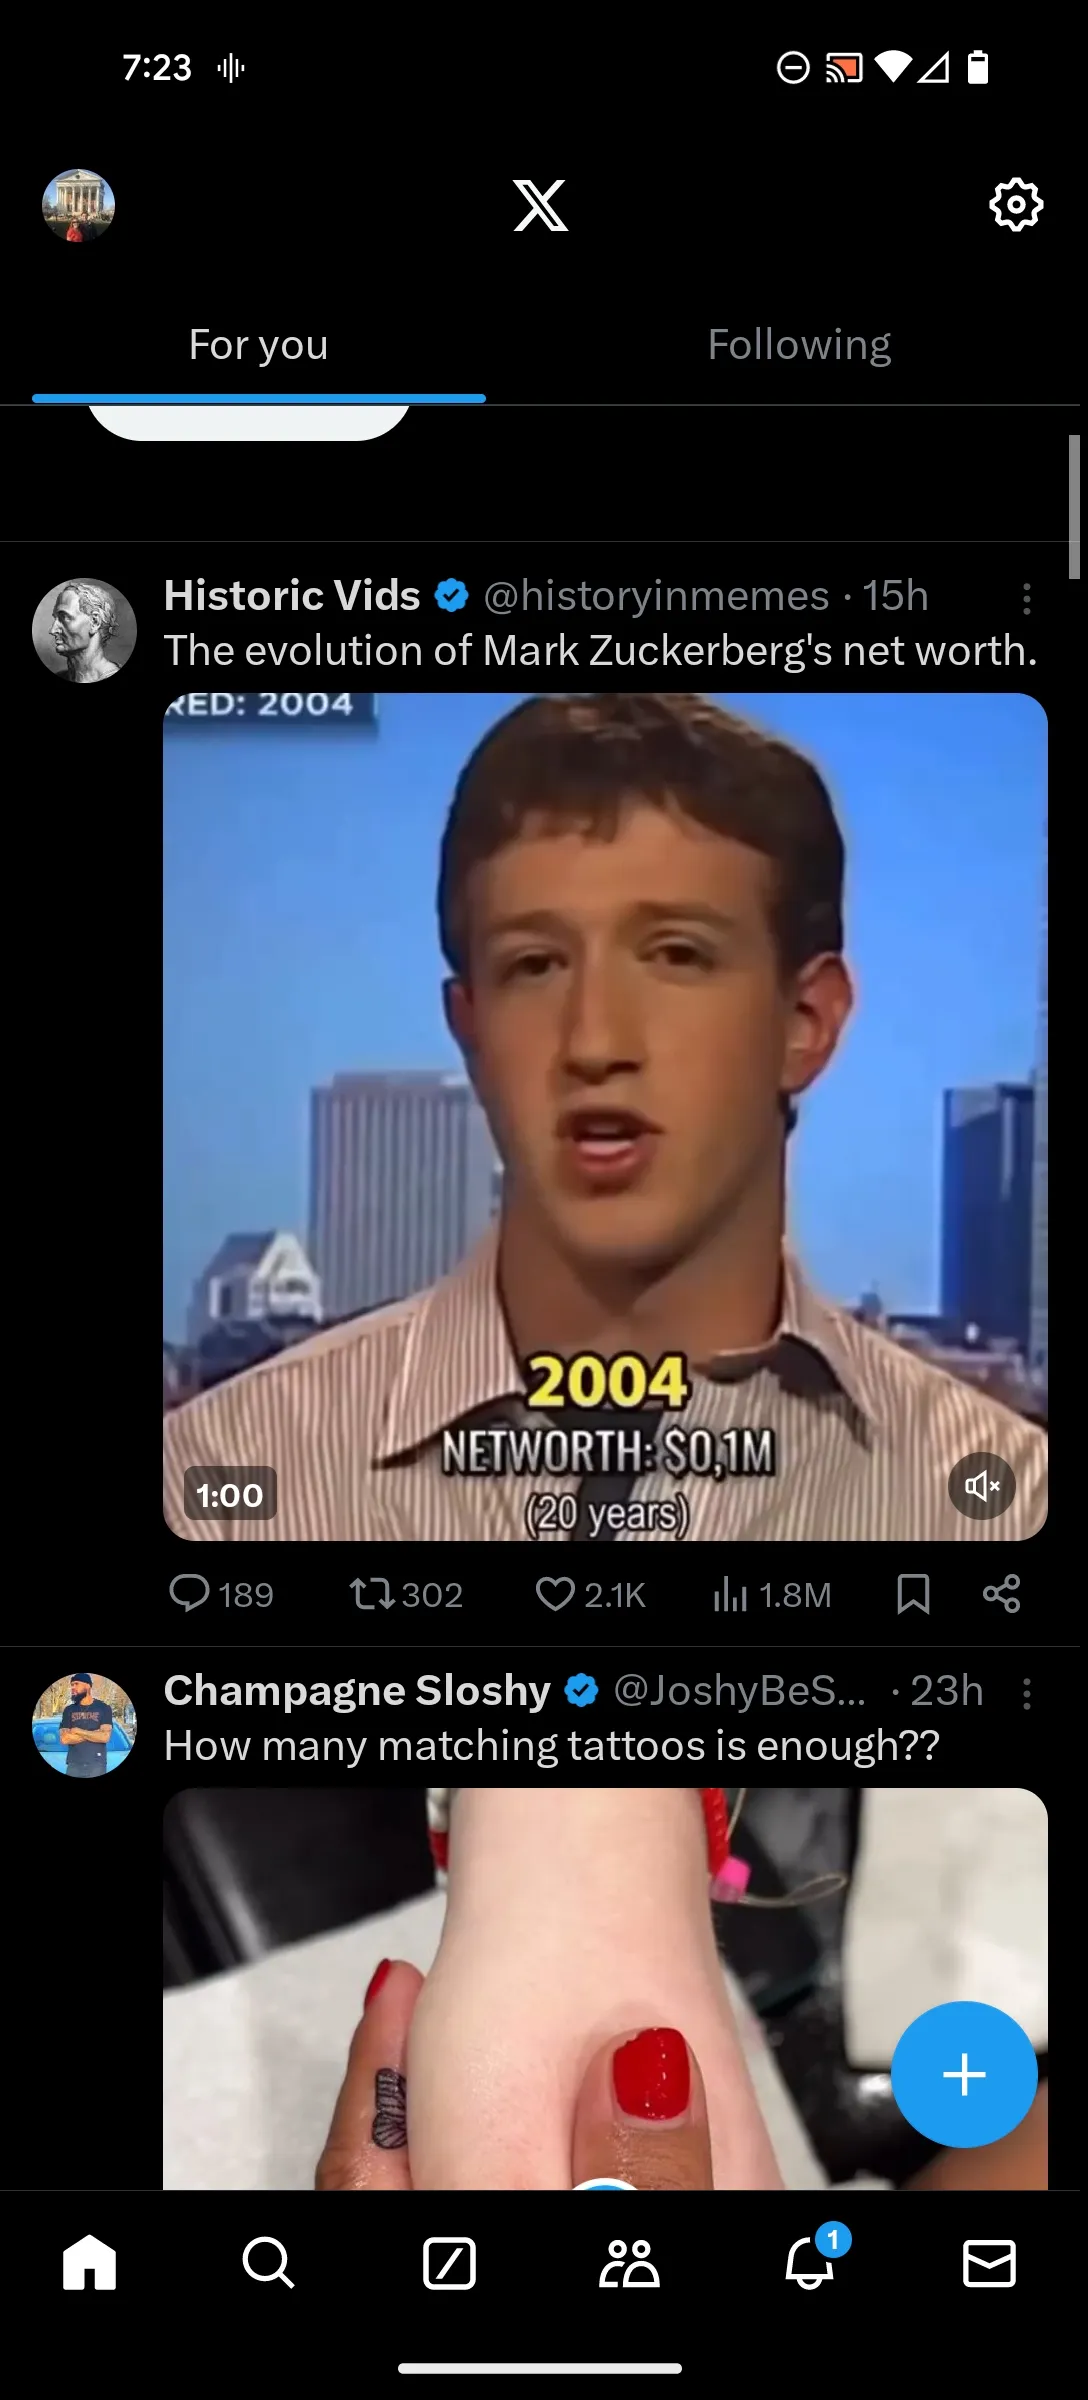 7:23
For you
Following
Historic Vids @historyinmemes · 15h
The evolution of Mark Zuckerberg's net worth.
RED: 2004
2004
NETWORTH: $0,1M
(20 years)
1:00
189 302 2.1K 1.8M
Champagne Sloshy @JoshyBeS... · 23h
How many matching tattoos is enough??
1